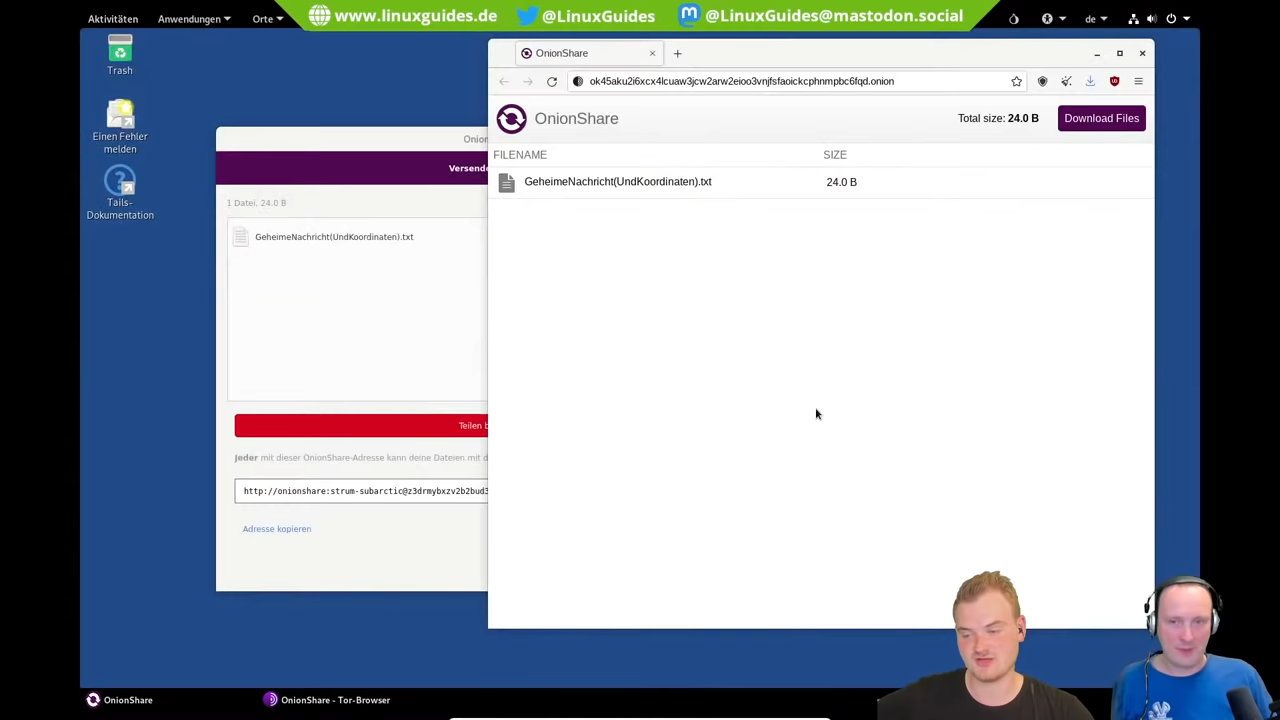 Aktivitäten Anwendungen Orte www.linuxguides.de @LinuxGuides @LinuxGuides@mastodon.social de
Trash
Einen Fehler
melden
Tails-
Dokumentation
Versende
1 Datei, 24.0 B
GeheimeNachricht(UndKoordinaten).txt
Teilen
Jeder mit dieser OnionShare-Adresse kann deine Dateien mit
http://onionshare:strum-subarctic@z3drmybxzv2b2bud3
Adresse kopieren
OnionShare
ok45aku2i6xcx4lcuaw3jcw2arw2eioo3vnjfsfaoickcphnmpbc6fqd.onion
OnionShare Total size: 24.0 B Download Files
FILENAME SIZE
GeheimeNachricht(UndKoordinaten).txt 24.0 B
OnionShare OnionShare - Tor-Browser